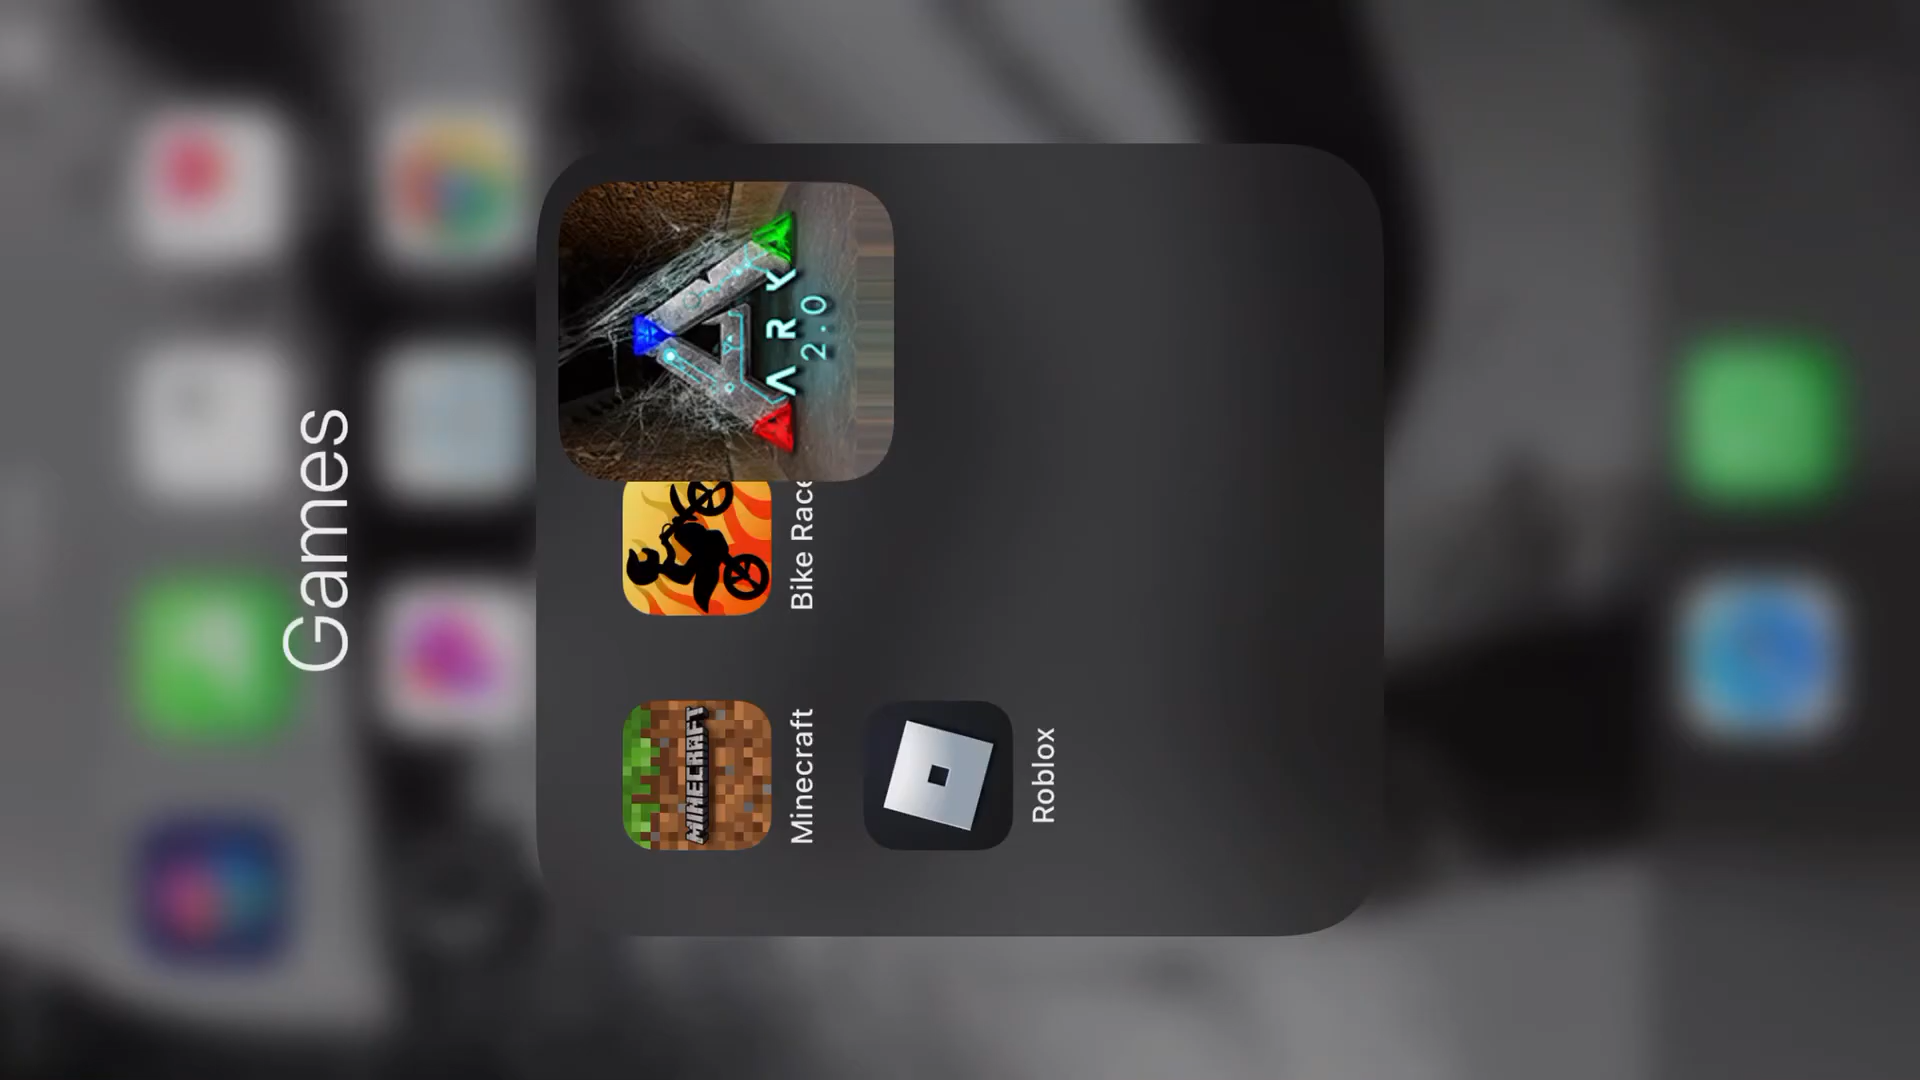 Games
MINECRAFT
Minecraft
Bike Race
ARK
2.0
Roblox